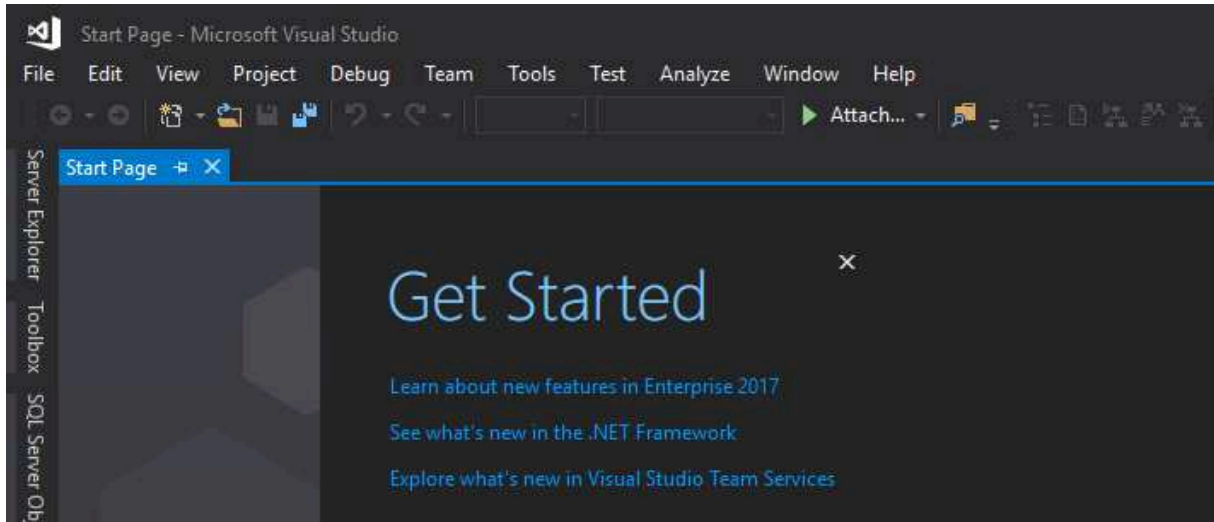 Start Page - Microsoft Visual Studio
File Edit View Project Debug Team Tools Test Analyze Window Help
Attach...
Server Explorer
Toolbox
SQL Server Ob
Start Page
Get Started
Learn about new features in Enterprise 2017
See what's new in the .NET Framework
Explore what's new in Visual Studio Team Services